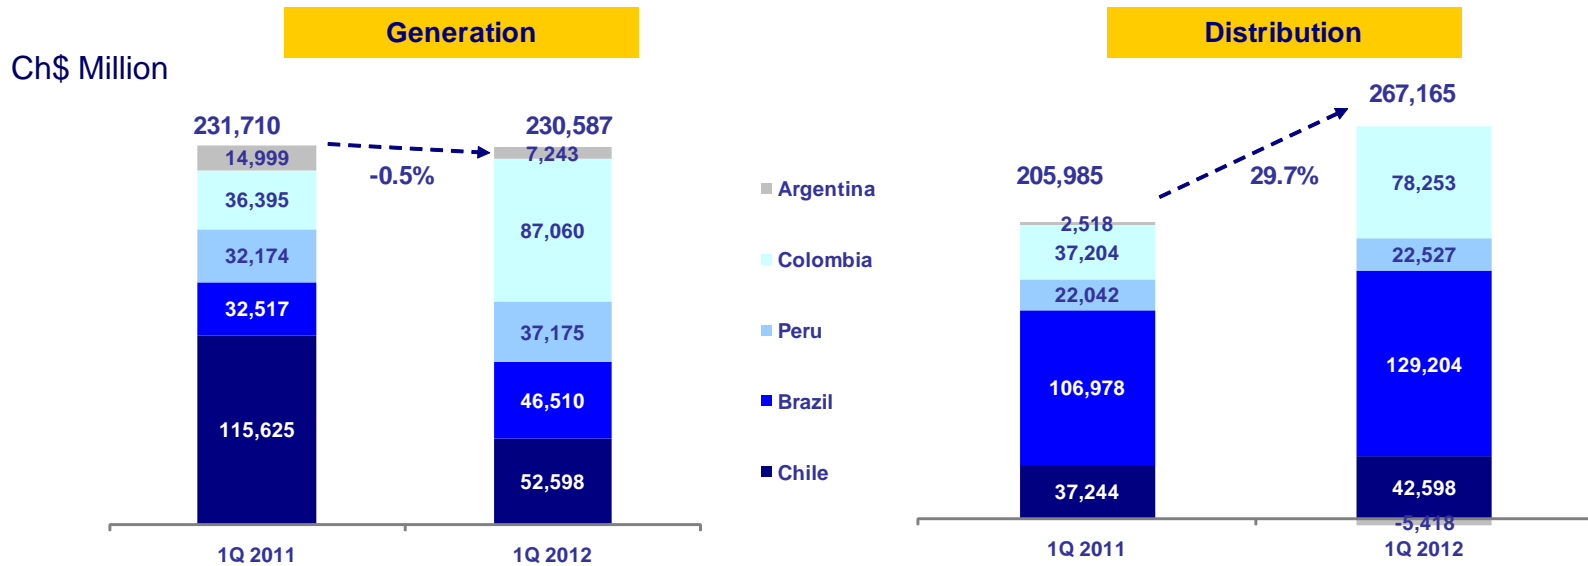 Generation
Distribution
Ch$ Million
231,710
230,587
-0.5%
14,999
36,395
32,174
32,517
115,625
7,243
87,060
37,175
46,510
52,598
1Q 2011
1Q 2012
Argentina
Colombia
Peru
Brazil
Chile
205,985
267,165
29.7%
2,518
37,204
22,042
106,978
37,244
78,253
22,527
129,204
42,598
-5,418
1Q 2011
1Q 2012